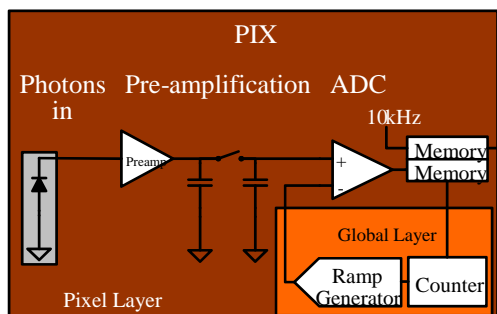 PIX
Photons in
Pre-amplification
ADC
10kHz
Preamp
+
-
Memory
Memory
Global Layer
Ramp Generator
Counter
Pixel Layer